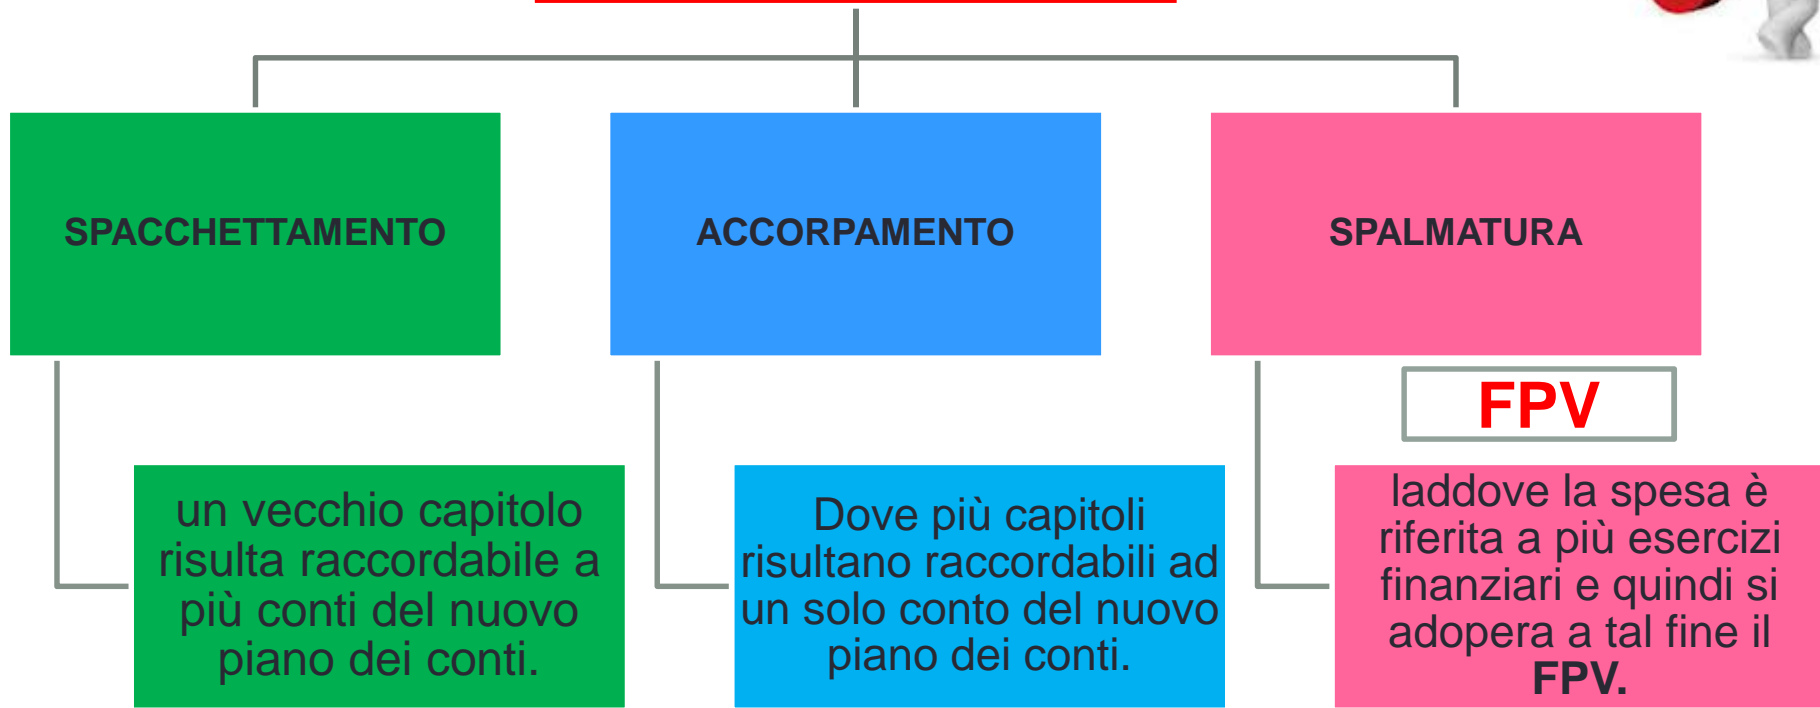 SPACCHETTAMENTO
ACCORPAMENTO
SPALMATURA
FPV
un vecchio capitolo
risulta raccordabile a
più conti del nuovo
piano dei conti.
Dove più capitoli
risultano raccordabili ad
un solo conto del nuovo
piano dei conti.
laddove la spesa è
riferita a più esercizi
finanziari e quindi si
adopera a tal fine il
FPV.